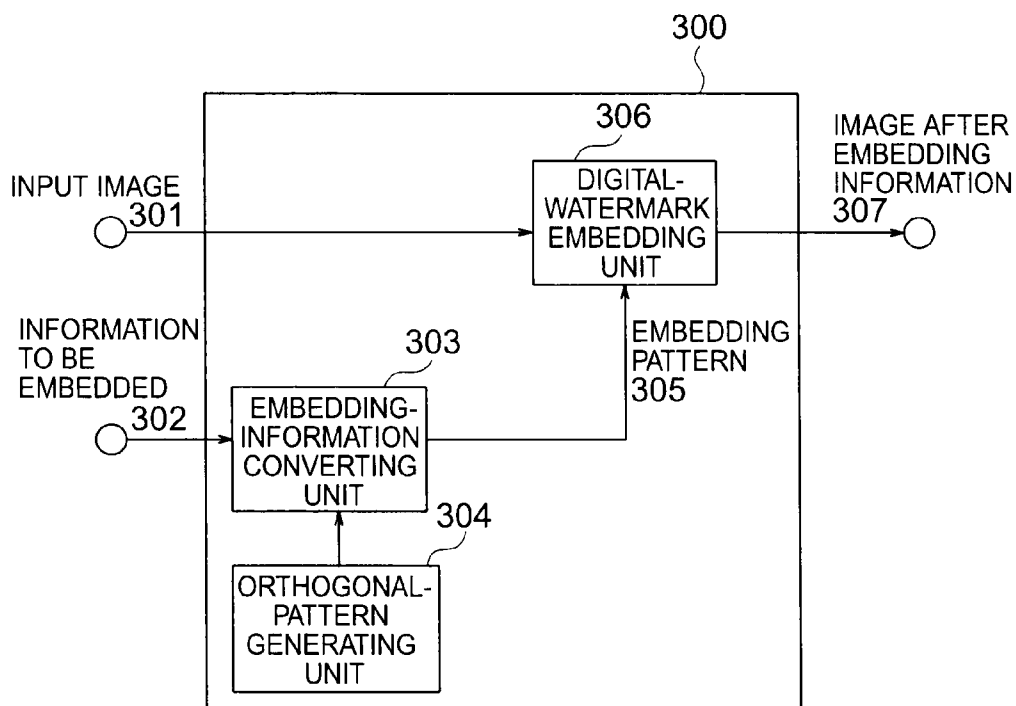 300
306
IMAGE AFTER
EMBEDDING
INFORMATION
307
INPUT IMAGE
301
DIGITAL-
WATERMARK
EMBEDDING
UNIT
INFORMATION
TO BE
EMBEDDED
302
303
EMBEDDING
PATTERN
305
EMBEDDING-
INFORMATION
CONVERTING
UNIT
304
ORTHOGONAL-
PATTERN
GENERATING
UNIT